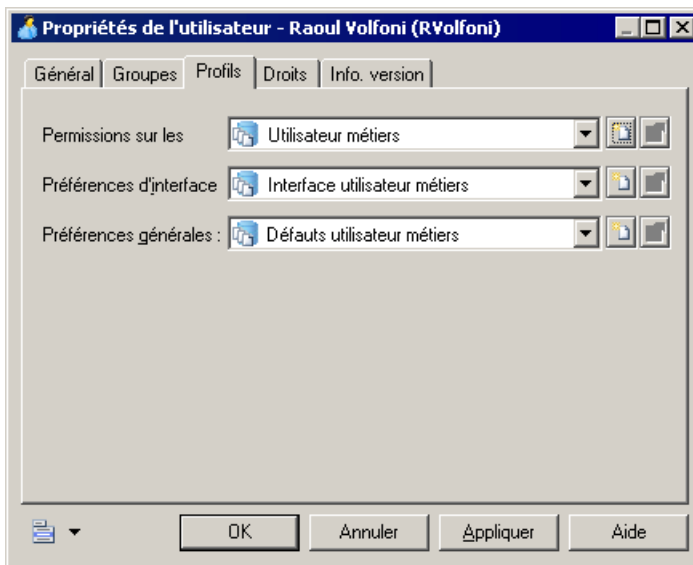 Propriétés de l'utilisateur - Raoul Volfoni (RVolfoni)
Général Groupes Profils Droits Info. version
Permissions sur les Utilisateur métiers
Préférences d'interface Interface utilisateur métiers
Préférences générales : Défauts utilisateur métiers
OK Annuler Appliquer Aide